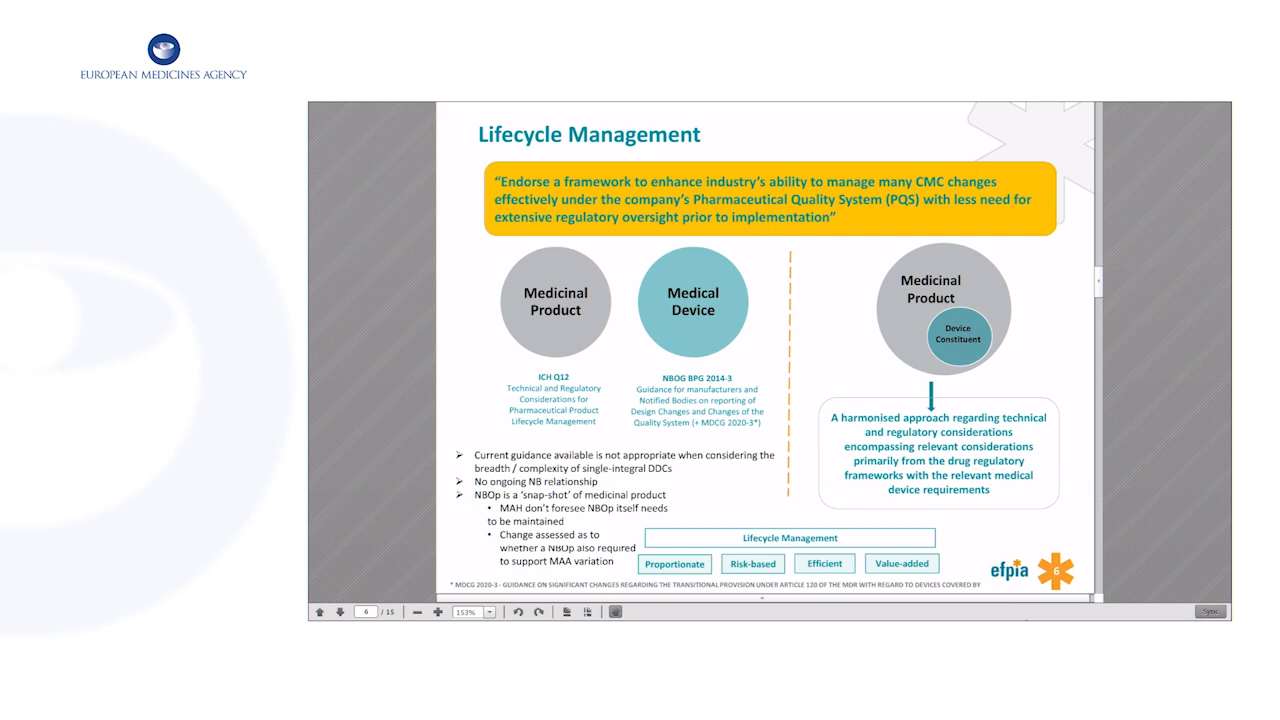 EUROPEAN MEDICINES AGENCY
Lifecycle Management
“Endorse a framework to enhance industry’s ability to manage many CMC changes
effectively under the company’s Pharmaceutical Quality System (PQS) with less need for
extensive regulatory oversight prior to implementation”
Medicinal
Product
Medical
Device
ICH Q12
Technical and Regulatory
Considerations for
Pharmaceutical Product
Lifecycle Management
NBOG BPG 2014-3
Guidance for manufacturers and
Notified Bodies on reporting of
Design Changes and Changes of the
Quality System (+ MDCG 2020-3*)
Medicinal
Product
Device
Constituent
A harmonised approach regarding technical
and regulatory considerations
encompassing relevant considerations
primarily from the drug regulatory
frameworks with the relevant medical
device requirements
➢ Current guidance available is not appropriate when considering the
breadth / complexity of single-integral DDCs
➢ No ongoing NB relationship
➢ NBOp is a ‘snap-shot’ of medicinal product
• MAH don’t foresee NBOp itself needs
to be maintained
• Change assessed as to
whether a NBOp also required
to support MAA variation
Lifecycle Management
Proportionate
Risk-based
Efficient
Value-added
efpia
6
* MDCG 2020-3 - GUIDANCE ON SIGNIFICANT CHANGES REGARDING THE TRANSITIONAL PROVISION UNDER ARTICLE 120 OF THE MDR WITH REGARD TO DEVICES COVERED BY
6 / 15
153%
Sync